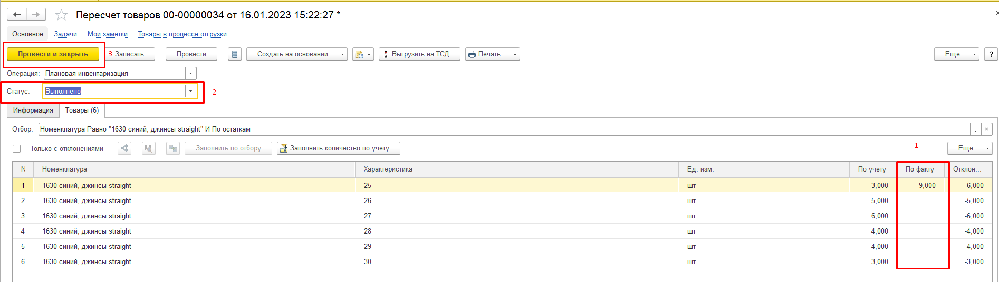 Пересчет товаров 00-00000034 от 16.01.2023 15:22:27 *
Основное Задачи Мои заметки Товары в процессе отгрузки
Провести и закрыть 3 Записать Провести Создать на основании Выгрузить на ТСД Печать Еще ?
Операция: Плановая инвентаризация
Статус: Выполнено 2
Информация Товары (6)
Отбор: Номенклатура Равно "1630 синий, джинсы straight" И По остаткам ... ×
Только с отклонениями Заполнить по отбору Заполнить количество по учету 1 Еще
N Номенклатура Характеристика Ед. изм. По учету По факту Отклон...
1 1630 синий, джинсы straight 25 шт 3,000 9,000 6,000
2 1630 синий, джинсы straight 26 шт 5,000 -5,000
3 1630 синий, джинсы straight 27 шт 6,000 -6,000
4 1630 синий, джинсы straight 28 шт 4,000 -4,000
5 1630 синий, джинсы straight 29 шт 4,000 -4,000
6 1630 синий, джинсы straight 30 шт 3,000 -3,000